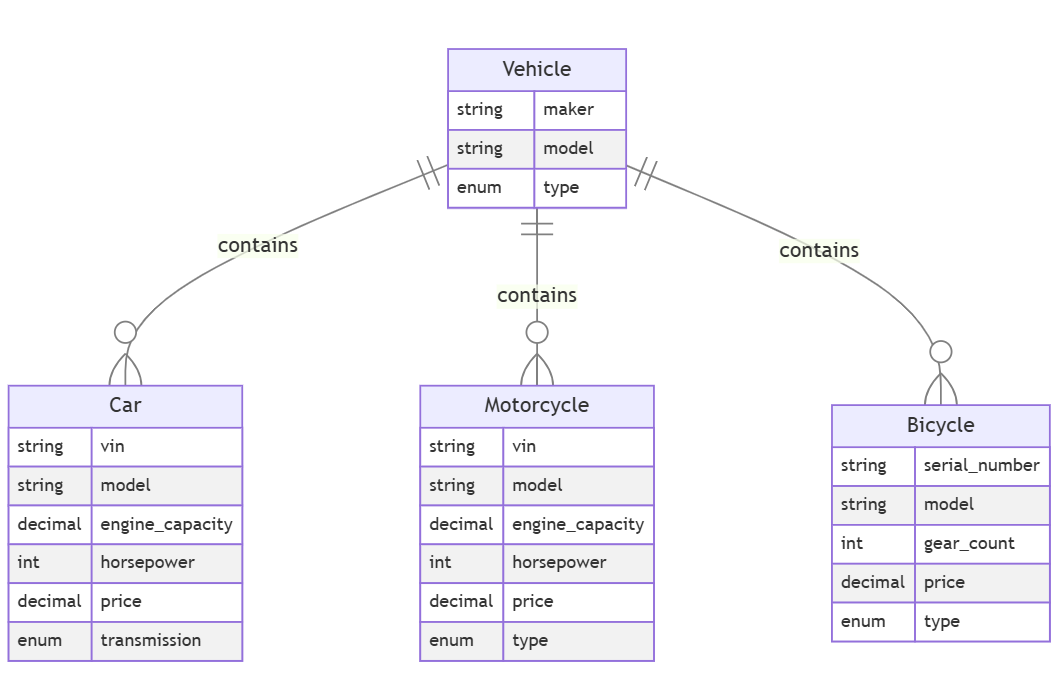 Vehicle
string maker
string model
enum type
contains
contains
contains
Car
string vin
string model
decimal engine_capacity
int horsepower
decimal price
enum transmission
Motorcycle
string vin
string model
decimal engine_capacity
int horsepower
decimal price
enum type
Bicycle
string serial_number
string model
int gear_count
decimal price
enum type